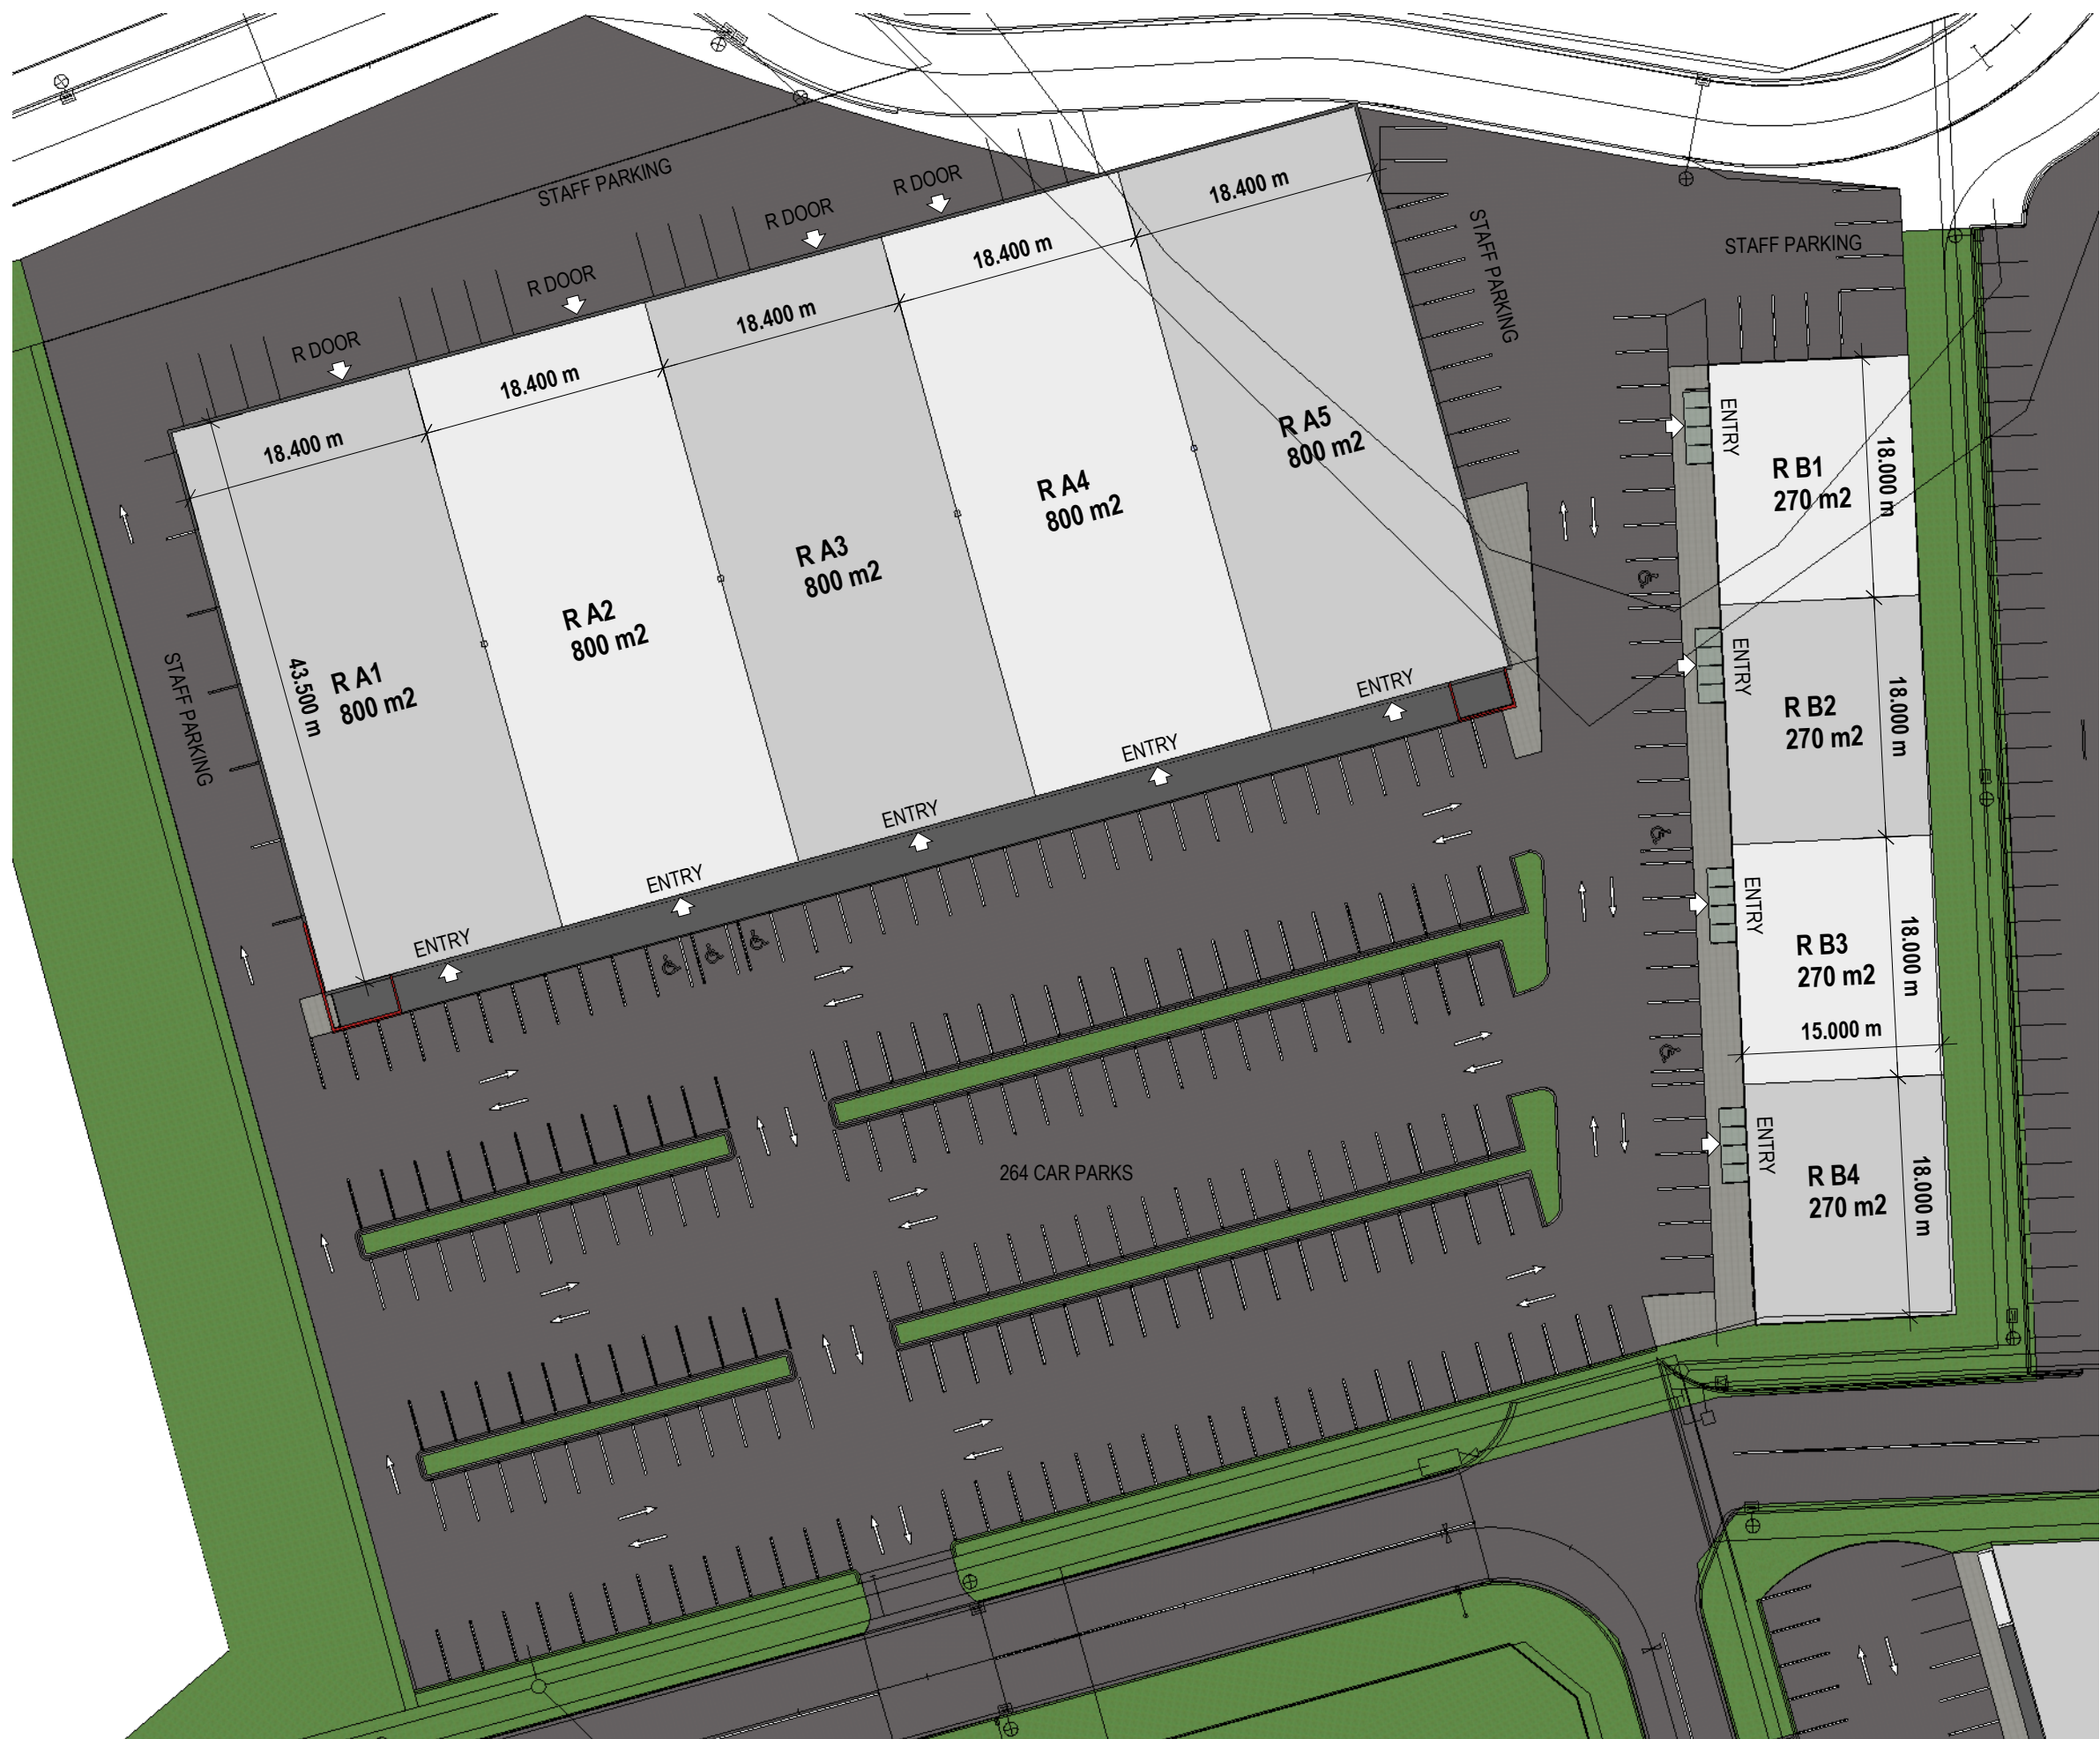 STAFF PARKING
R DOOR
R DOOR
R DOOR
R DOOR
18.400 m
18.400 m
18.400 m
18.400 m
18.400 m
STAFF PARKING
STAFF PARKING
STAFF PARKING
43.500 m
R A1
800 m2
R A2
800 m2
R A3
800 m2
R A4
800 m2
R A5
800 m2
ENTRY
ENTRY
ENTRY
ENTRY
ENTRY
ENTRY
R B1
270 m2
18.000 m
ENTRY
R B2
270 m2
18.000 m
ENTRY
R B3
270 m2
18.000 m
15.000 m
ENTRY
R B4
270 m2
18.000 m
264 CAR PARKS